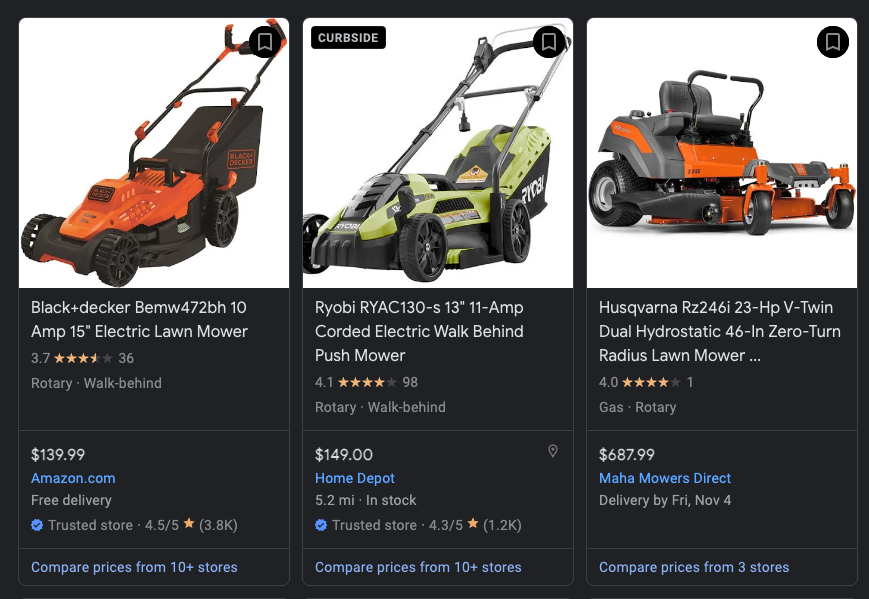 CURBSIDE
BLACK+
DECKER
RYOBI
RYOBI
Z 246
Black+decker Bemw472bh 10
Amp 15" Electric Lawn Mower
3.7 ★★★★★ 36
Rotary · Walk-behind
$139.99
Amazon.com
Free delivery
Trusted store · 4.5/5 ★ (3.8K)
Compare prices from 10+ stores
Ryobi RYAC130-s 13" 11-Amp
Corded Electric Walk Behind
Push Mower
4.1 ★★★★★ 98
Rotary · Walk-behind
$149.00
Home Depot
5.2 mi · In stock
Trusted store · 4.3/5 ★ (1.2K)
Compare prices from 10+ stores
Husqvarna Rz246i 23-Hp V-Twin
Dual Hydrostatic 46-In Zero-Turn
Radius Lawn Mower ...
4.0 ★★★★★ 1
Gas · Rotary
$687.99
Maha Mowers Direct
Delivery by Fri, Nov 4
Compare prices from 3 stores